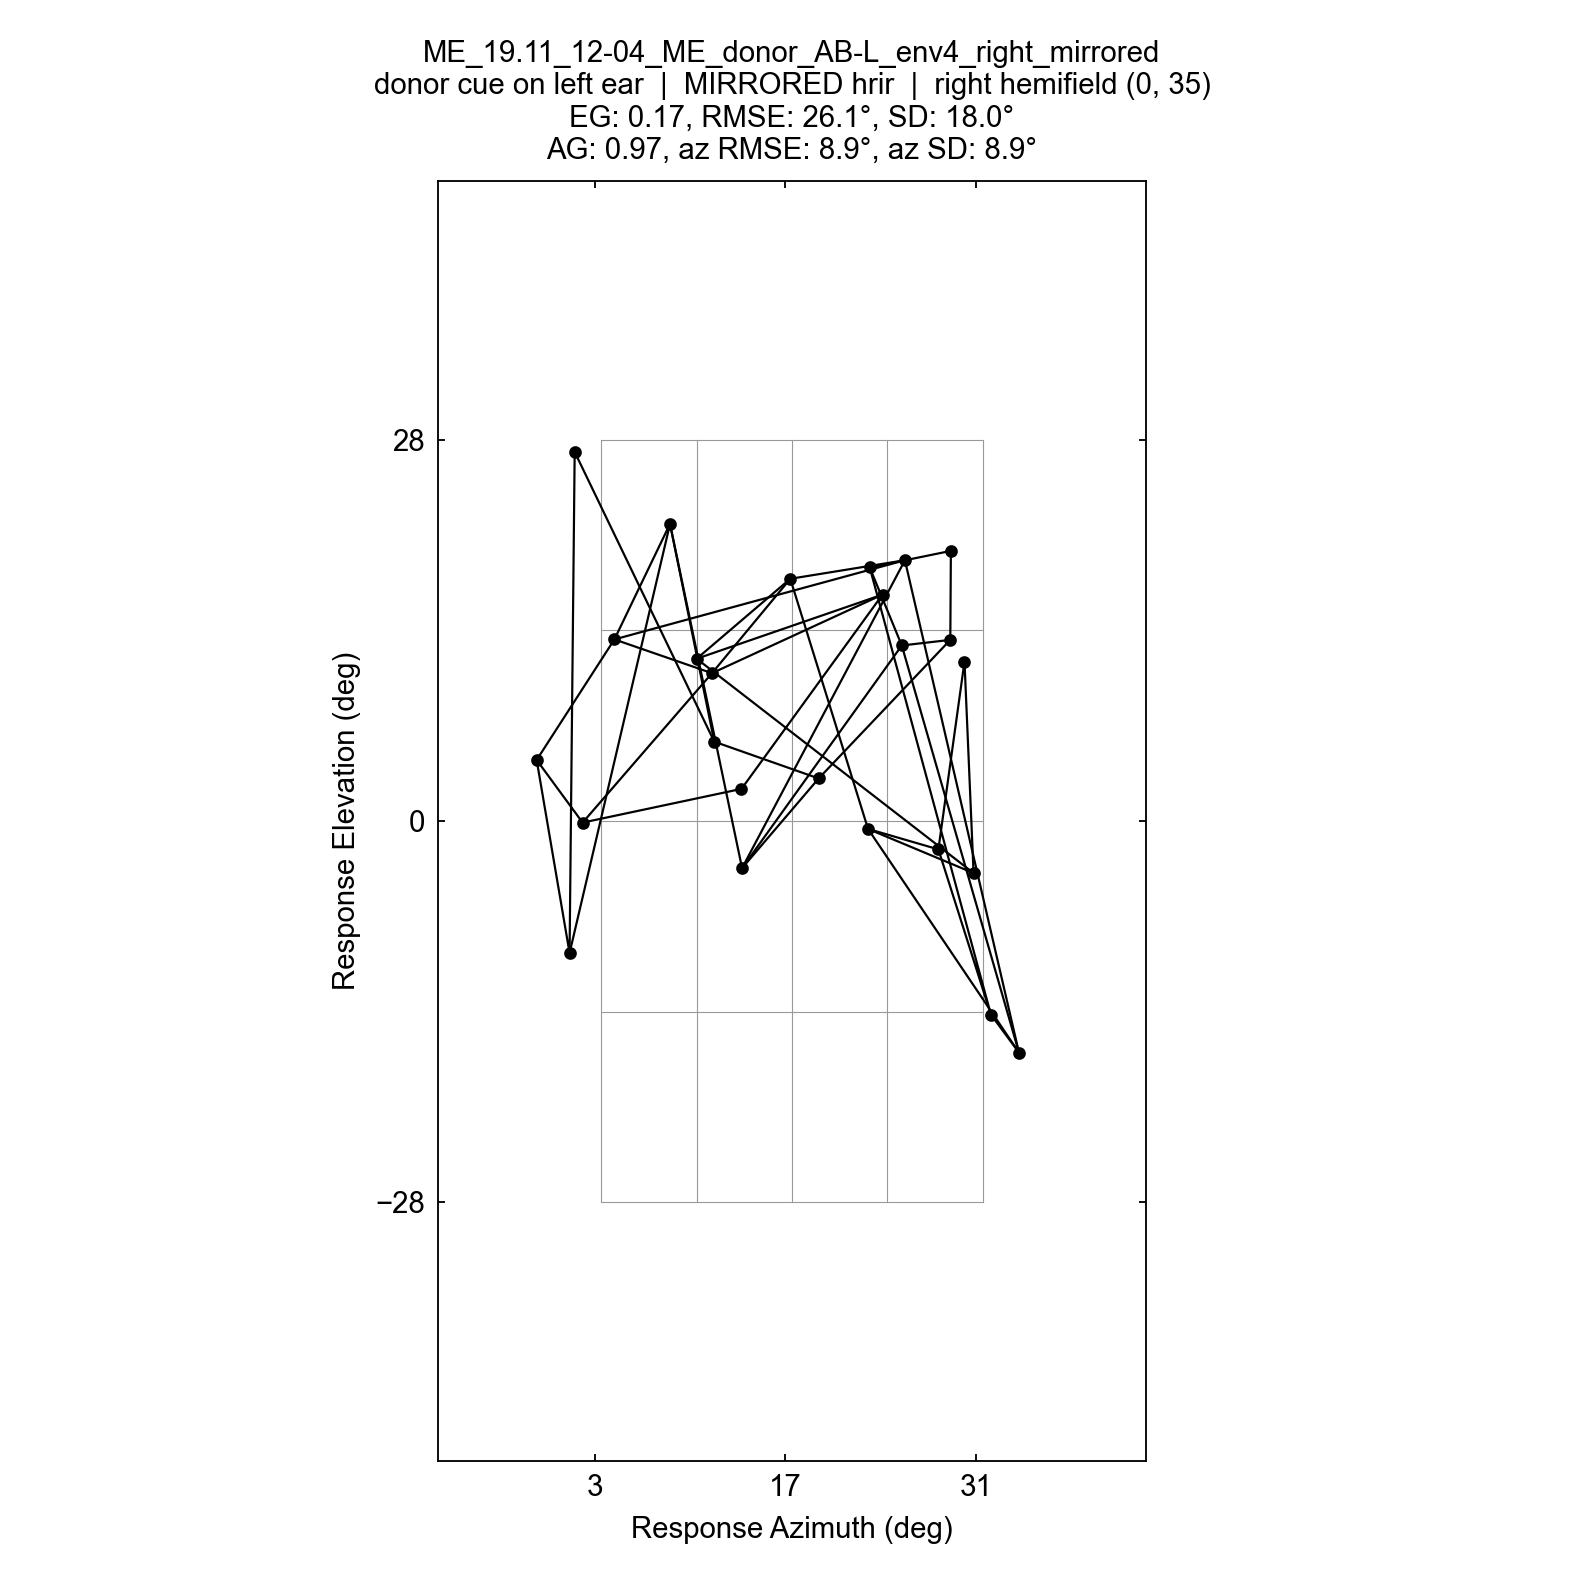 ME_19.11_12-04_ME_donor_AB-L_env4_right_mirrored
donor cue on left ear | MIRRORED hrir | right hemifield (0, 35)
EG: 0.17, RMSE: 26.1°, SD: 18.0°
AG: 0.97, az RMSE: 8.9°, az SD: 8.9°
28
0
−28
Response Elevation (deg)
3 17 31
Response Azimuth (deg)